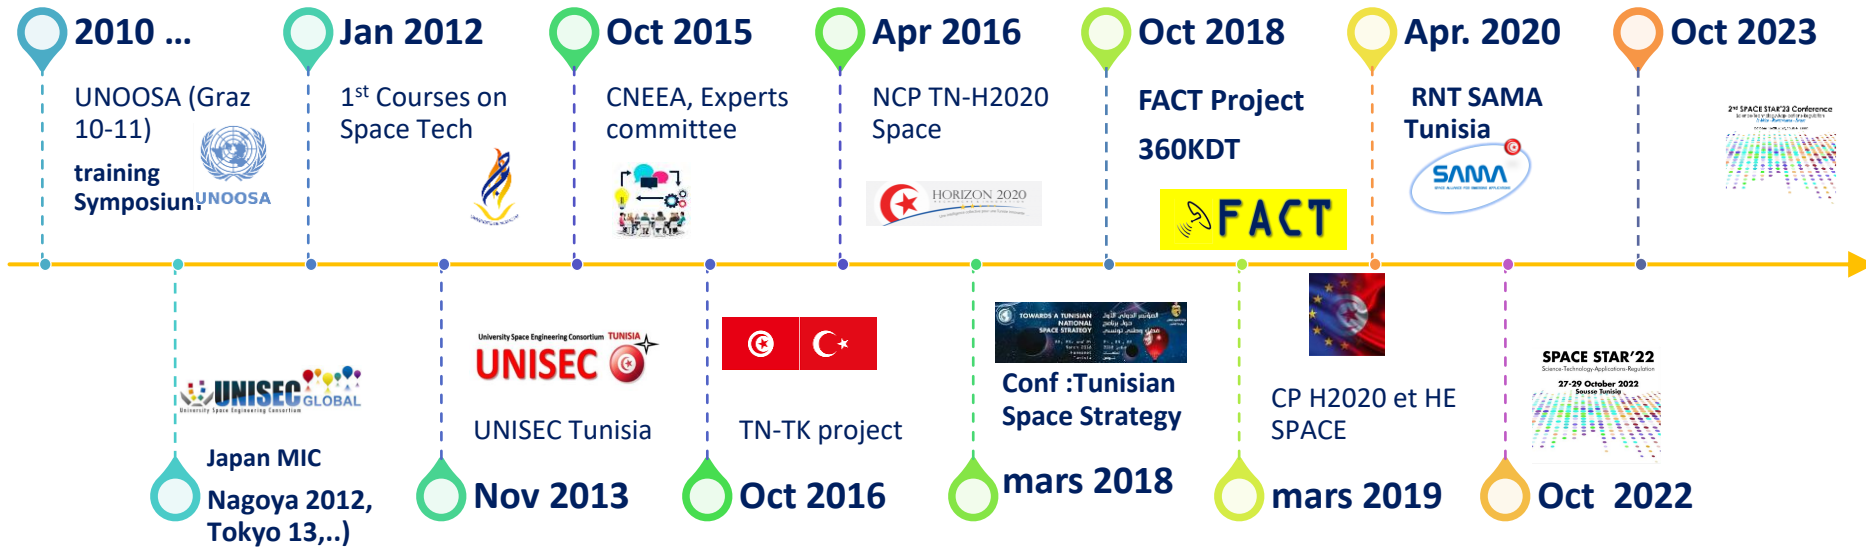 2010 ...
UNOOSA (Graz
10-11)
training
Symposium
UNOOSA
Jan 2012
1st Courses on
Space Tech
Oct 2015
CNEEA, Experts
committee
Apr 2016
NCP TN-H2020
Space
HORIZON 2020
Oct 2018
FACT Project
360KDT
FACT
Apr. 2020
RNT SAMA
Tunisia
SAMA
Oct 2023
2nd SPACE STAR'23 Conference
UNISEC
GLOBAL
University Space Engineering Consortium
Japan MIC
Nagoya 2012,
Tokyo 13,..)
University Space Engineering Consortium TUNISIA
UNISEC
UNISEC Tunisia
Nov 2013
TN-TK project
Oct 2016
TOWARDS A TUNISIAN
NATIONAL
SPACE STRATEGY
Conf :Tunisian
Space Strategy
mars 2018
CP H2020 et HE
SPACE
mars 2019
SPACE STAR'22
Science-Technology-Applications-Regulation
27-29 October 2022
Sousse Tunisia
Oct 2022